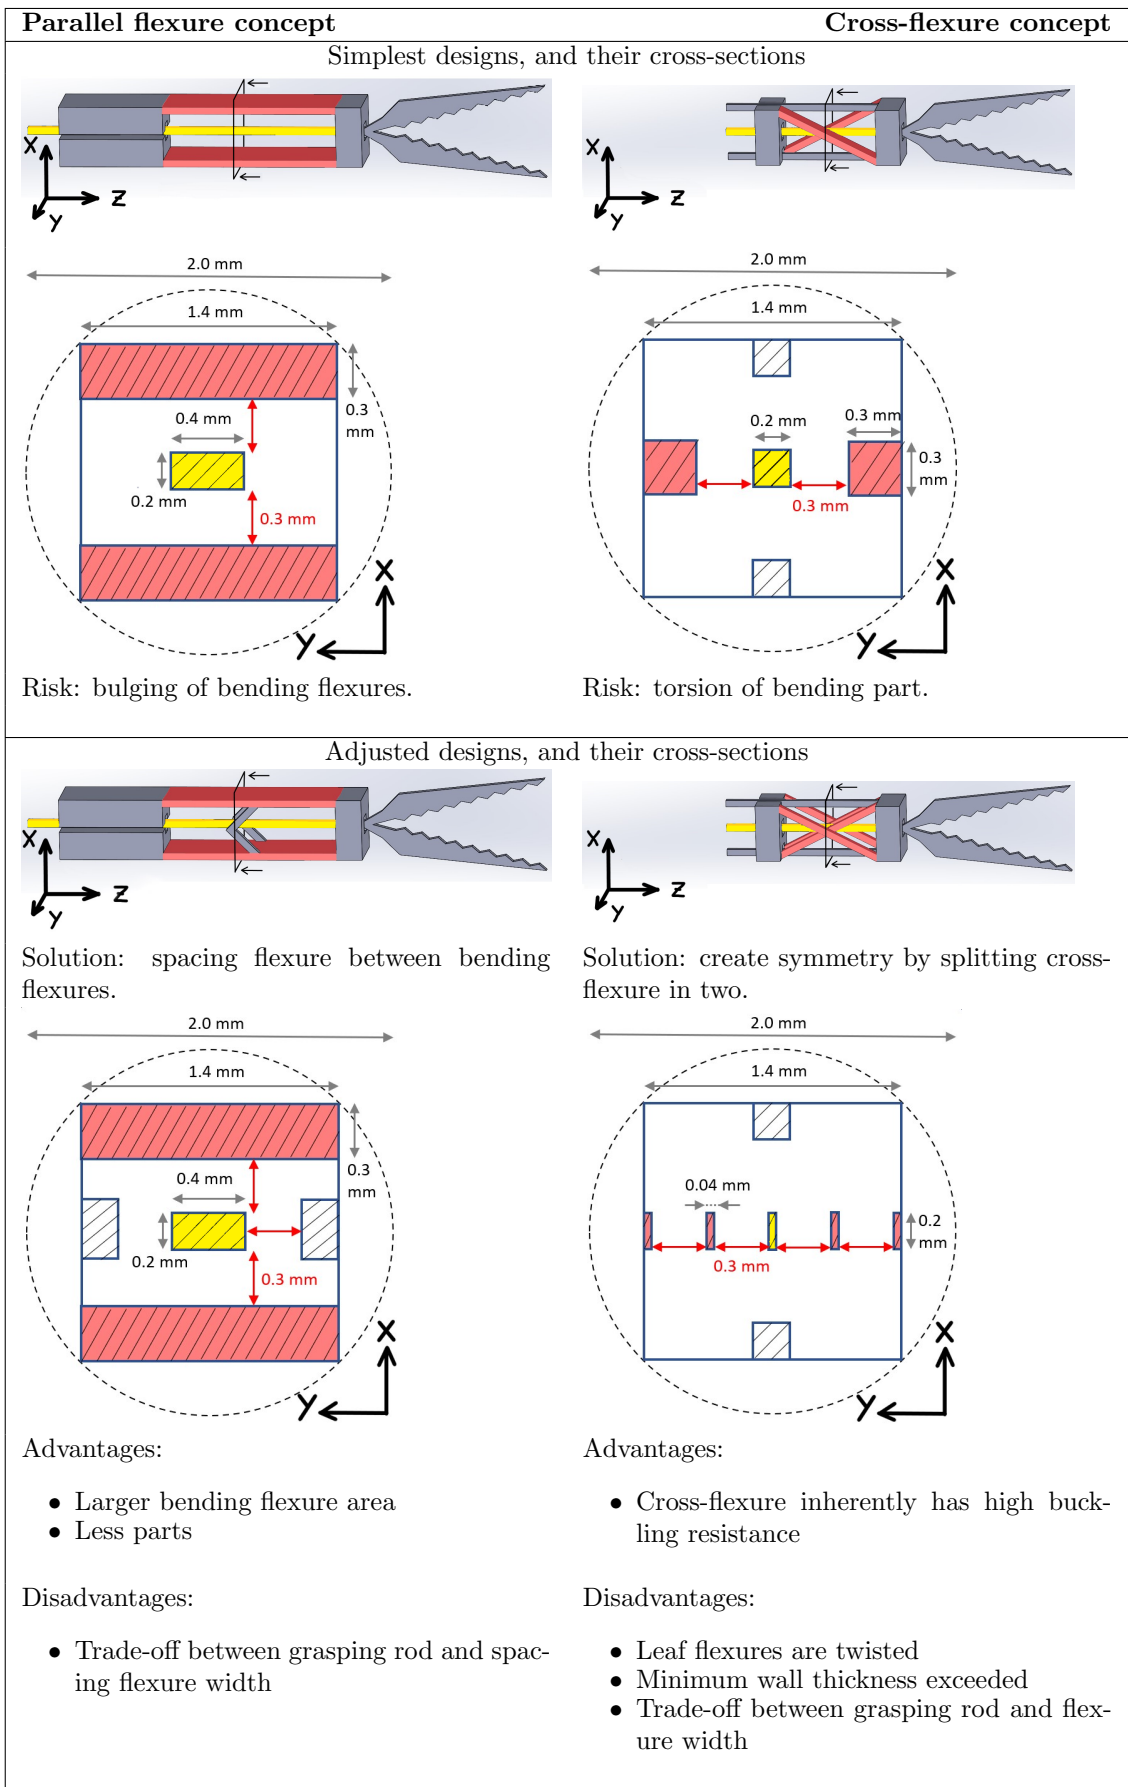 Parallel flexure concept
Cross-flexure concept
Simplest designs, and their cross-sections
X
Z
Y
X
Z
Y
2.0 mm
1.4 mm
0.4 mm
0.3
mm
0.2 mm
0.3 mm
X
Y
2.0 mm
1.4 mm
0.2 mm
0.3 mm
0.3
mm
0.3 mm
X
Y
Risk: bulging of bending flexures.
Risk: torsion of bending part.
Adjusted designs, and their cross-sections
X
Z
Y
X
Z
Y
Solution: spacing flexure between bending
flexures.
Solution: create symmetry by splitting cross-
flexure in two.
2.0 mm
1.4 mm
0.4 mm
0.3
mm
0.2 mm
0.3 mm
X
Y
2.0 mm
1.4 mm
0.04 mm
0.2
mm
0.3 mm
X
Y
Advantages:
• Larger bending flexure area
• Less parts
Disadvantages:
• Trade-off between grasping rod and spac-
ing flexure width
Advantages:
• Cross-flexure inherently has high buck-
ling resistance
Disadvantages:
• Leaf flexures are twisted
• Minimum wall thickness exceeded
• Trade-off between grasping rod and flex-
ure width